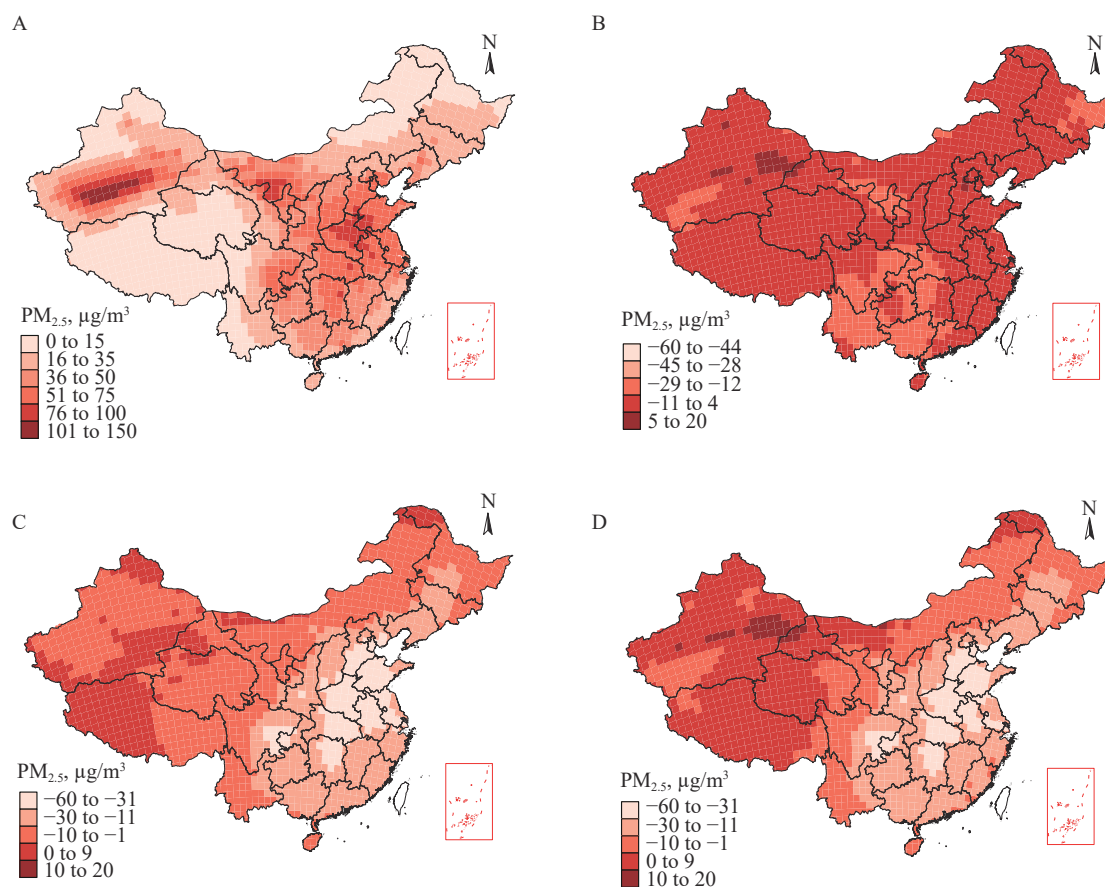 A
N
PM2.5, μg/m³
0 to 15
16 to 35
36 to 50
51 to 75
76 to 100
101 to 150
B
N
PM2.5, μg/m³
−60 to −44
−45 to −28
−29 to −12
−11 to 4
5 to 20
C
N
PM2.5, μg/m³
−60 to −31
−30 to −11
−10 to −1
0 to 9
10 to 20
D
N
PM2.5, μg/m³
−60 to −31
−30 to −11
−10 to −1
0 to 9
10 to 20